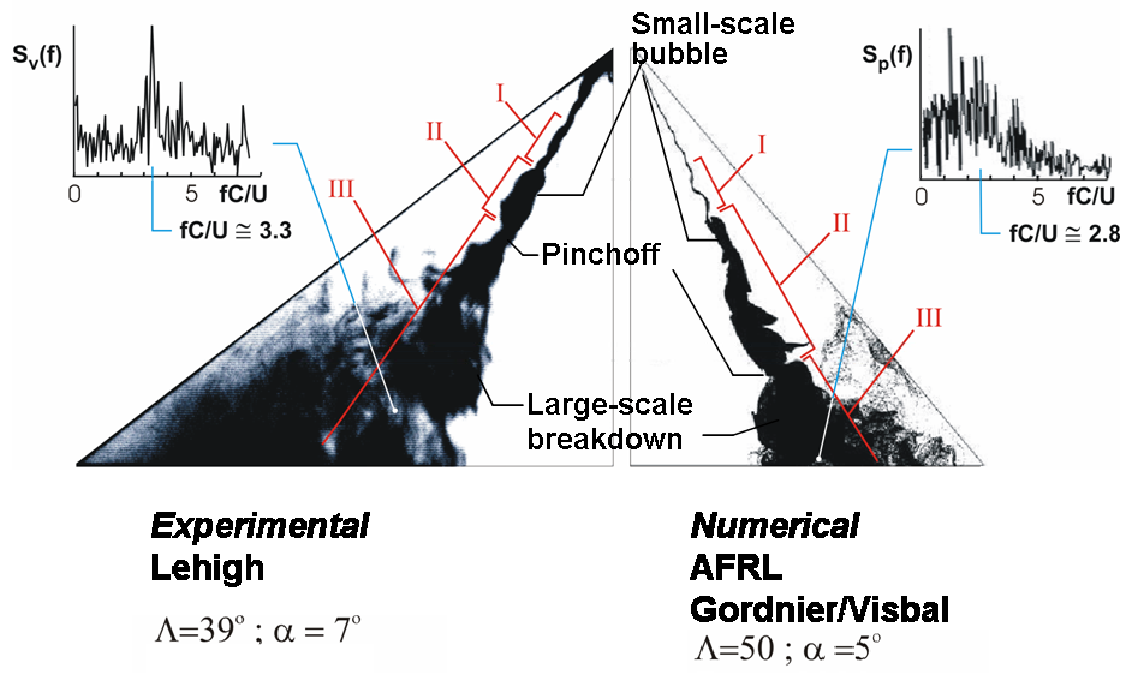 Small-scale
bubble
Sv(f)
0
5
fC/U
fC/U ≅ 3.3
I
II
III
Pinchoff
Large-scale
breakdown
I
II
III
Sp(f)
0
5
fC/U
fC/U ≅ 2.8
Experimental
Lehigh
Λ=39° ; α = 7°
Numerical
AFRL
Gordnier/Visbal
Λ=50 ; α =5°